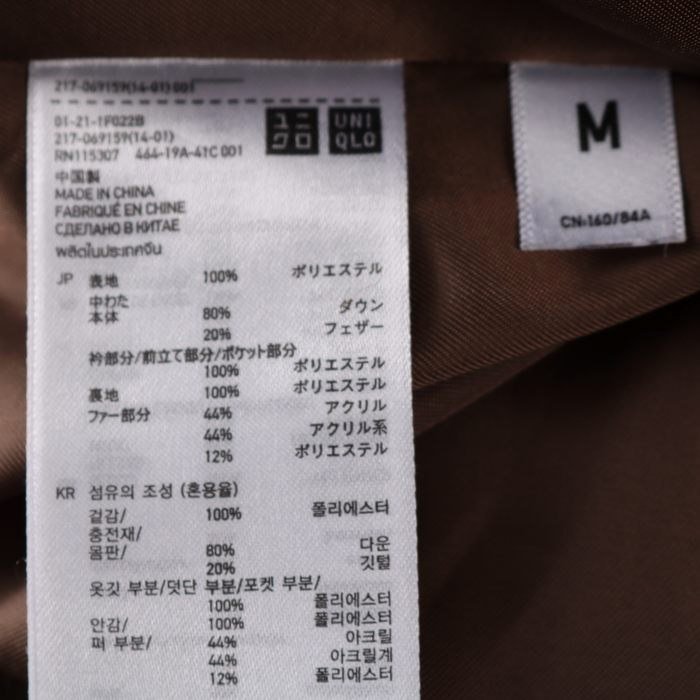 217-069159(14-01) 001
01-21-1F022B
217-069159(14-01)
RN115307 464-19A-41C 001
ユニクロ
UNIQLO
中国製
MADE IN CHINA
FABRIQUÉ EN CHINE
СДЕЛАНО В КИТАЕ
ผลิตในประเทศจีน
JP 表地 100% ポリエステル
中わた
本体 80% ダウン
20% フェザー
衿部分/前立て部分/ポケット部分
100% ポリエステル
裏地 100% ポリエステル
ファー部分 44% アクリル
44% アクリル系
12% ポリエステル
KR 섬유의 조성 (혼용율)
겉감/ 100% 폴리에스터
충전재/
몸판/ 80% 다운
20% 깃털
옷깃 부분/덧단 부분/포켓 부분/
100% 폴리에스터
안감/ 100% 폴리에스터
퍼 부분/ 44% 아크릴
44% 아크릴계
12% 폴리에스터
M
CN:160/84A